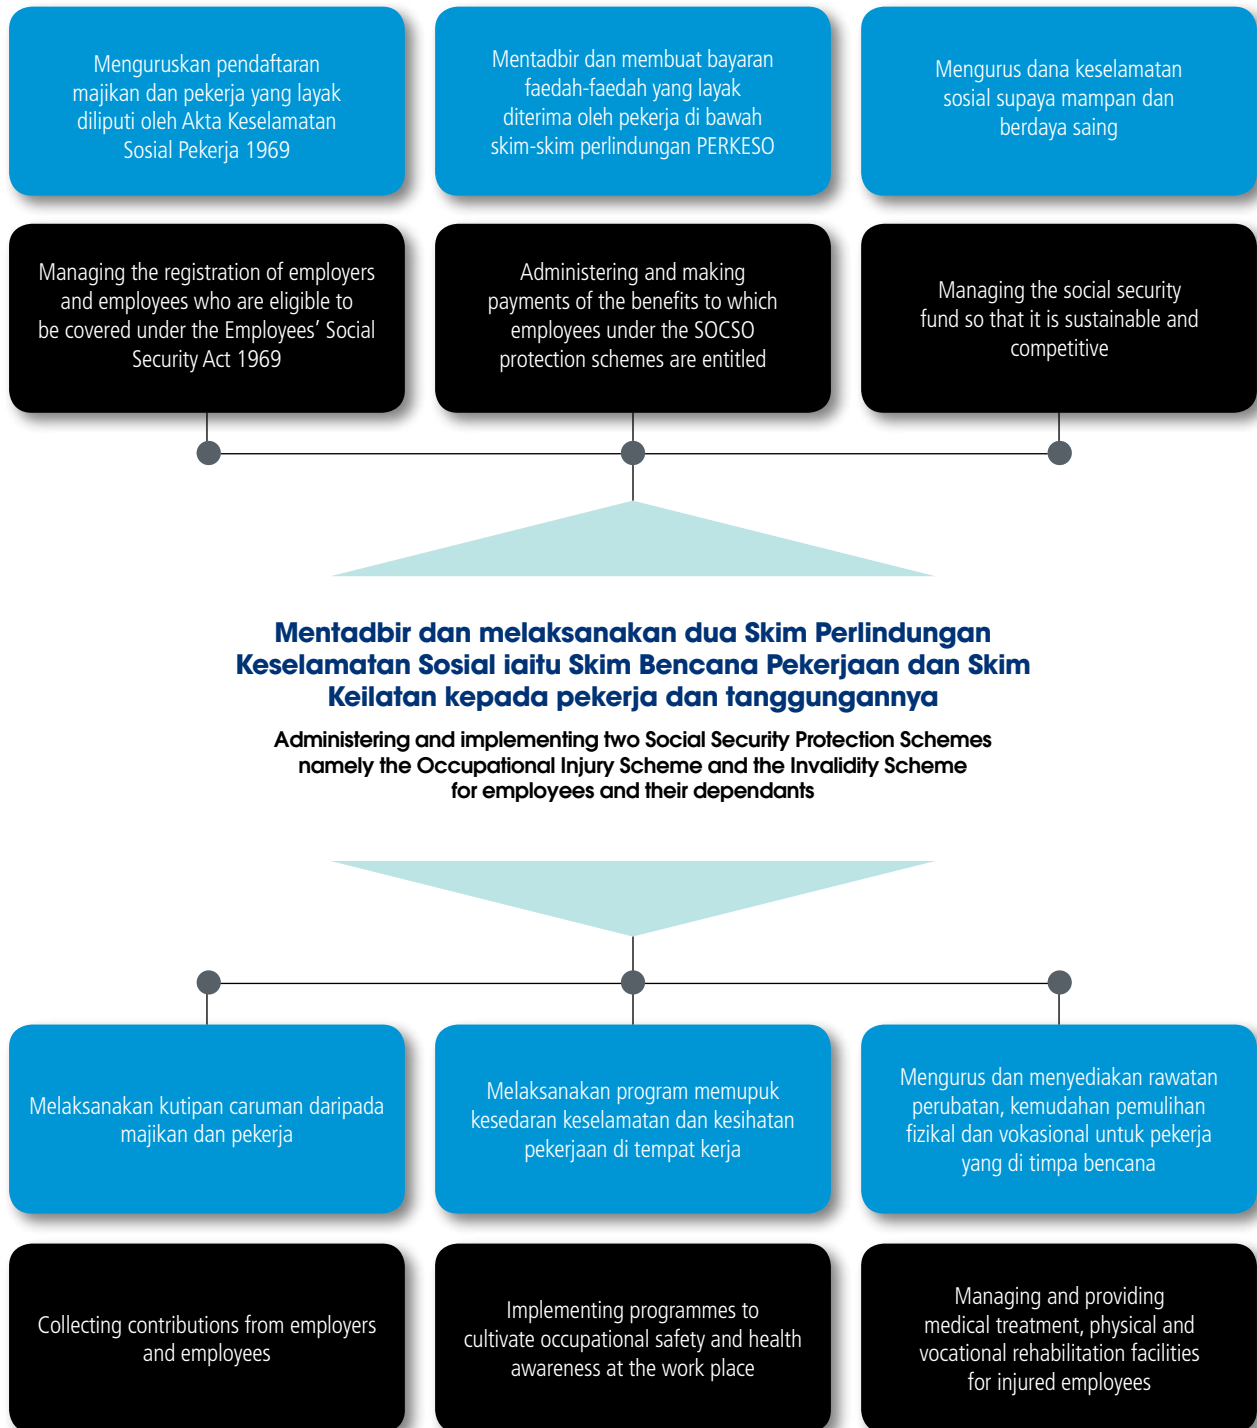 Menguruskan pendaftaran
majikan dan pekerja yang layak
diliputi oleh Akta Keselamatan
Sosial Pekerja 1969
Mentadbir dan membuat bayaran
faedah-faedah yang layak
diterima oleh pekerja di bawah
skim-skim perlindungan PERKESO
Mengurus dana keselamatan
sosial supaya mampan dan
berdaya saing
Managing the registration of employers
and employees who are eligible to
be covered under the Employees’ Social
Security Act 1969
Administering and making
payments of the benefits to which
employees under the SOCSO
protection schemes are entitled
Managing the social security
fund so that it is sustainable and
competitive
Mentadbir dan melaksanakan dua Skim Perlindungan
Keselamatan Sosial iaitu Skim Bencana Pekerjaan dan Skim
Keilatan kepada pekerja dan tanggungannya
Administering and implementing two Social Security Protection Schemes
namely the Occupational Injury Scheme and the Invalidity Scheme
for employees and their dependants
Melaksanakan kutipan caruman daripada
majikan dan pekerja
Melaksanakan program memupuk
kesedaran keselamatan dan kesihatan
pekerjaan di tempat kerja
Mengurus dan menyediakan rawatan
perubatan, kemudahan pemulihan
fizikal dan vokasional untuk pekerja
yang di timpa bencana
Collecting contributions from employers
and employees
Implementing programmes to
cultivate occupational safety and health
awareness at the work place
Managing and providing
medical treatment, physical and
vocational rehabilitation facilities
for injured employees